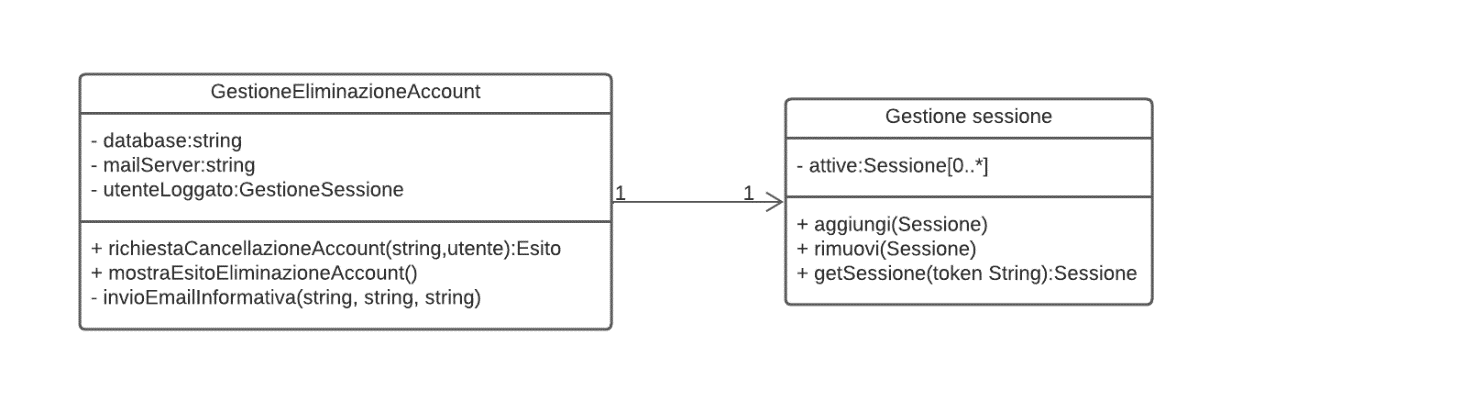 GestioneEliminazioneAccount
- database:string
- mailServer:string
- utenteLoggato:GestioneSessione
+ richiestaCancellazioneAccount(string,utente):Esito
+ mostraEsitoEliminazioneAccount()
- invioEmailInformativa(string, string, string)
1
1
Gestione sessione
- attive:Sessione[0..*]
+ aggiungi(Sessione)
+ rimuovi(Sessione)
+ getSessione(token String):Sessione